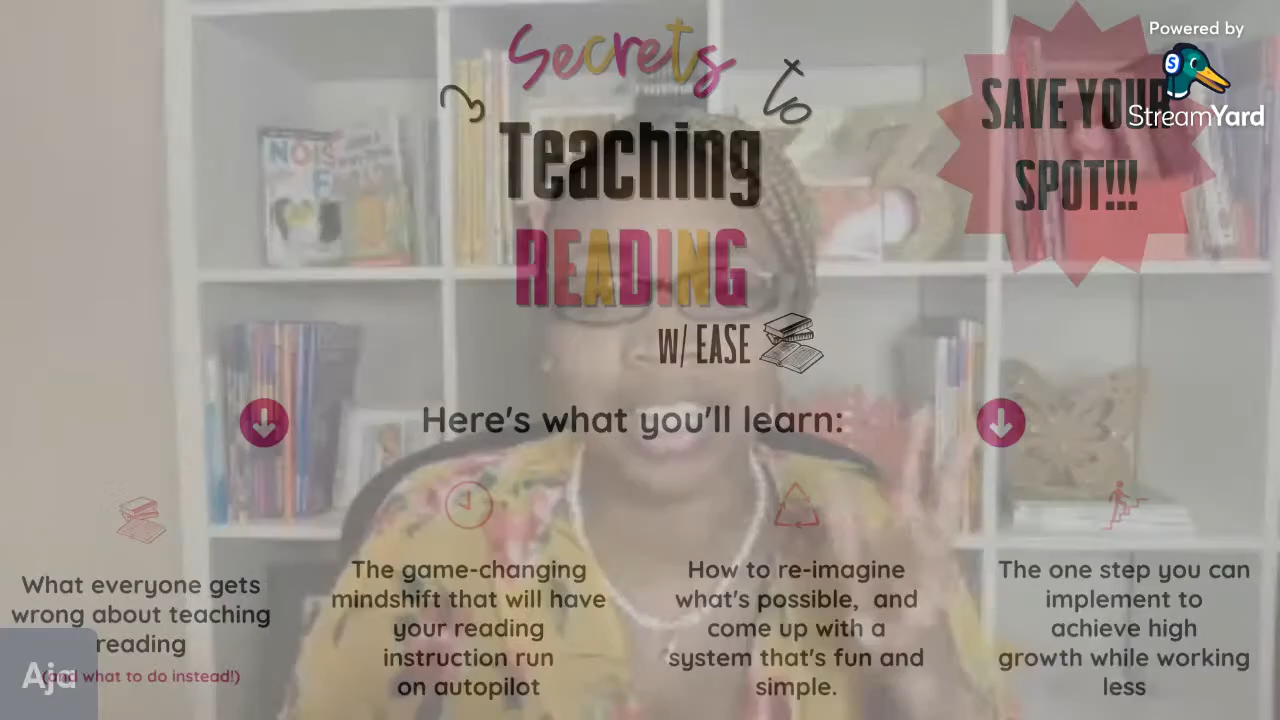 3 Secrets to
Teaching
READING
W/ EASE
SAVE YOUR
SPOT!!!
Powered by
S
StreamYard
NOIS
F
3
Here's what you'll learn:
What everyone gets
wrong about teaching
reading
(and what to do instead!)
The game-changing
mindshift that will have
your reading
instruction run
on autopilot
How to re-imagine
what's possible, and
come up with a
system that's fun and
simple.
The one step you can
implement to
achieve high
growth while working
less
Aja